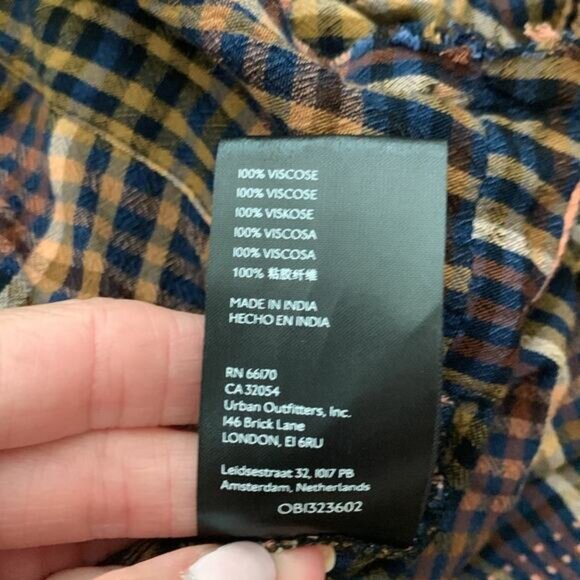 100% VISCOSE
100% VISCOSE
100% VISKOSE
100% VISCOSA
100% VISCOSA
100% 粘胶纤维
MADE IN INDIA
HECHO EN INDIA
RN 66170
CA 32054
Urban Outfitters, Inc.
146 Brick Lane
LONDON, E1 6RU
Leidsestraat 32, 1017 PB
Amsterdam, Netherlands
OB1323602